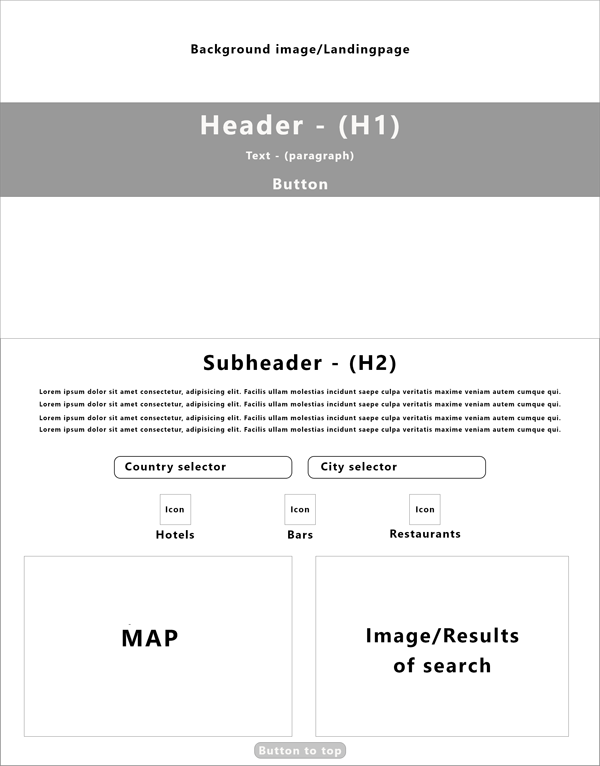 Background image/Landingpage
Header - (H1)
Text - (paragraph)
Button
Subheader - (H2)
Lorem ipsum dolor sit amet consectetur, adipisicing elit. Facilis ullam molestias incidunt saepe culpa veritatis maxime veniam autem cumque qui.
Lorem ipsum dolor sit amet consectetur, adipisicing elit. Facilis ullam molestias incidunt saepe culpa veritatis maxime veniam autem cumque qui.
Lorem ipsum dolor sit amet consectetur, adipisicing elit. Facilis ullam molestias incidunt saepe culpa veritatis maxime veniam autem cumque qui.
Lorem ipsum dolor sit amet consectetur, adipisicing elit. Facilis ullam molestias incidunt saepe culpa veritatis maxime veniam autem cumque qui.
Country selector
City selector
Icon
Icon
Icon
Hotels
Bars
Restaurants
MAP
Image/Results
of search
Button to top